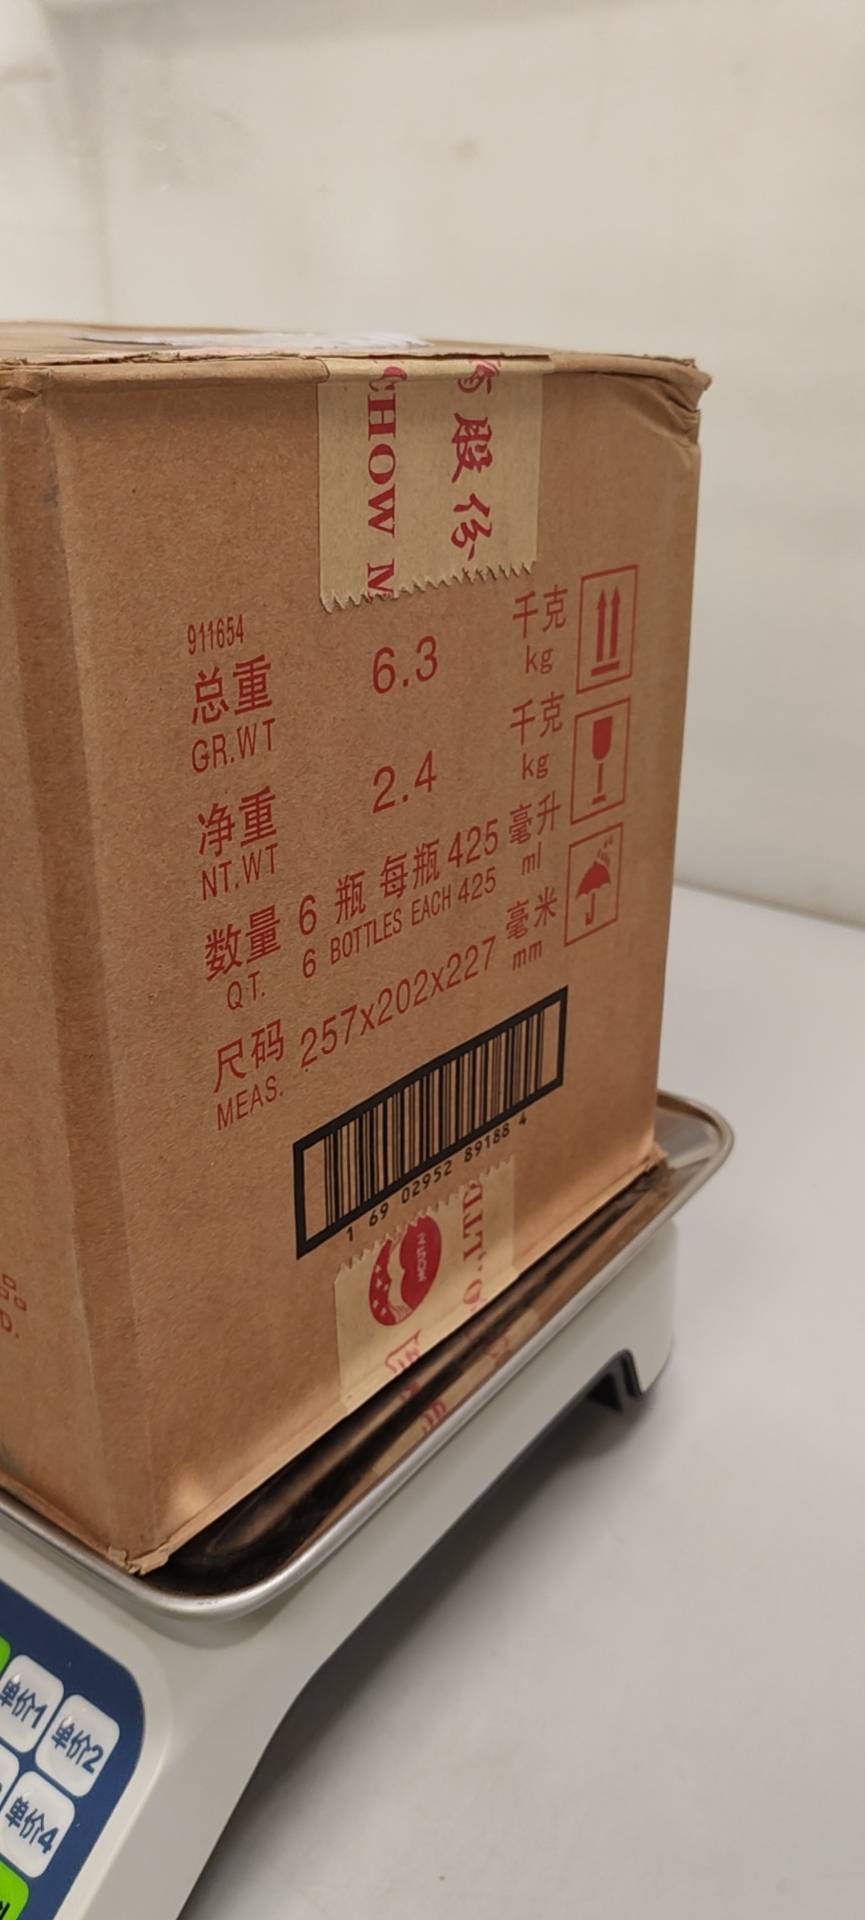 股份
CHOW M
911654
总重 6.3 千克
GR.WT kg
净重 2.4 千克
NT.WT kg
数量 6 瓶 每瓶 425 毫升
QT. 6 BOTTLES EACH 425 ml
尺码 257x202x227 毫米
MEAS. mm
1 69 02952 89188 4
MOUTAI
O.,LTD
D.
单价1
单价2
单价4